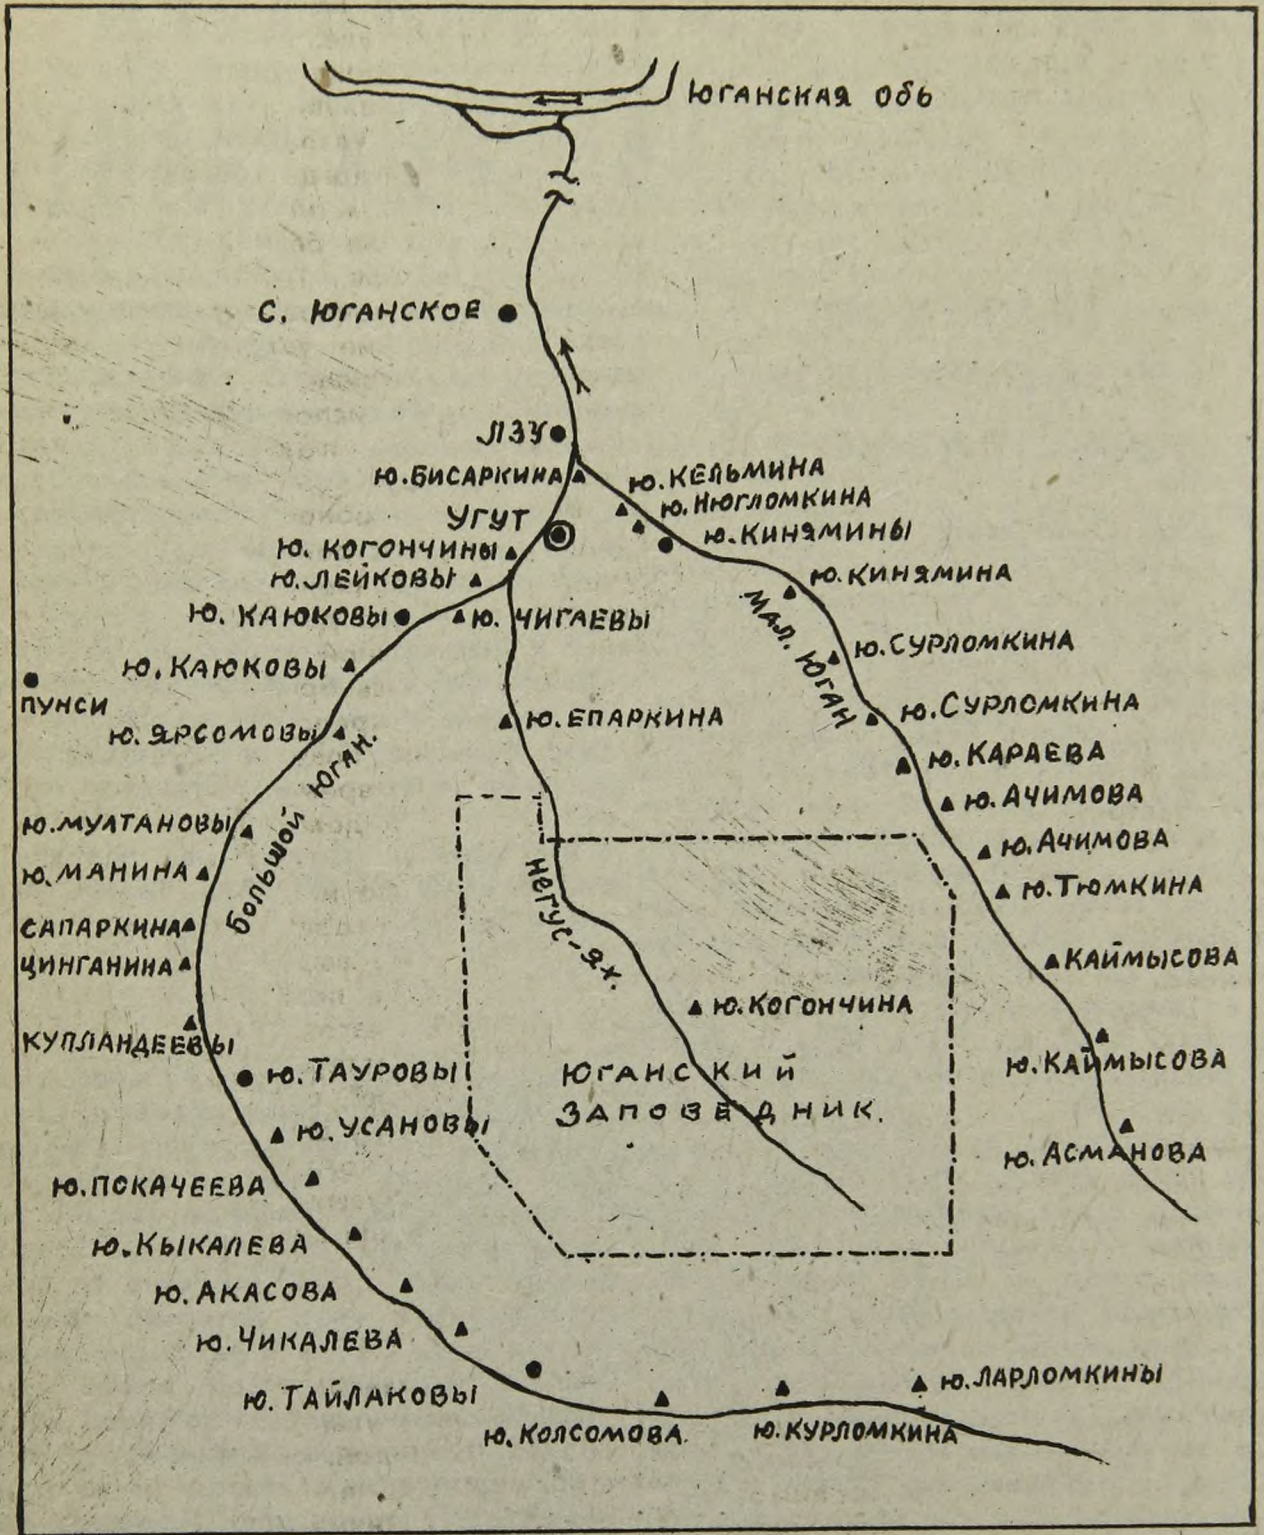 ЮГАНСКАЯ ОБЬ
С. ЮГАНСКОЕ
ЛЗУ
Ю.БИСАРКИНА
Ю.КЕЛЬМИНА
Ю.НЮГЛОМКИНА
УГУТ
Ю.КИНЯМИНЫ
Ю. КОГОНЧИНЫ
Ю.КИНЯМИНА
Ю.ЛЕЙКОВЫ
МАЛ. ЮГАН
Ю. КАЮКОВЫ
Ю. ЧИГАЕВЫ
Ю.СУРЛОМКИНА
Ю.КАЮКОВЫ
ПУНСИ
Ю.СУРЛОМКИНА
Ю.ЕПАРКИНА
Ю.ЯРСОМОВЫ
БОЛЬШОЙ ЮГАН.
Ю.КАРАЕВА
Ю.АЧИМОВА
Ю.МУЛТАНОВЫ
Ю.АЧИМОВА
Ю.МАНИНА
НЕГУС-ЯХ.
Ю.ТЮМКИНА
САПАРКИНА
ЦИНГАНИНА
КАЙМЫСОВА
Ю.КОГОНЧИНА
КУПЛАНДЕЕВЫ
Ю.КАЙМЫСОВА
Ю.ТАУРОВЫ
ЮГАНСКИЙ
ЗАПОВЕДНИК.
Ю.УСАНОВЫ
Ю.АСМАНОВА
Ю.ПОКАЧЕЕВА
Ю.КЫКАЛЕВА
Ю.АКАСОВА
Ю.ЧИКАЛЕВА
Ю.ТАЙЛАКОВЫ
Ю.ЛАРЛОМКИНЫ
Ю.КОЛСОМОВА.
Ю.КУРЛОМКИНА